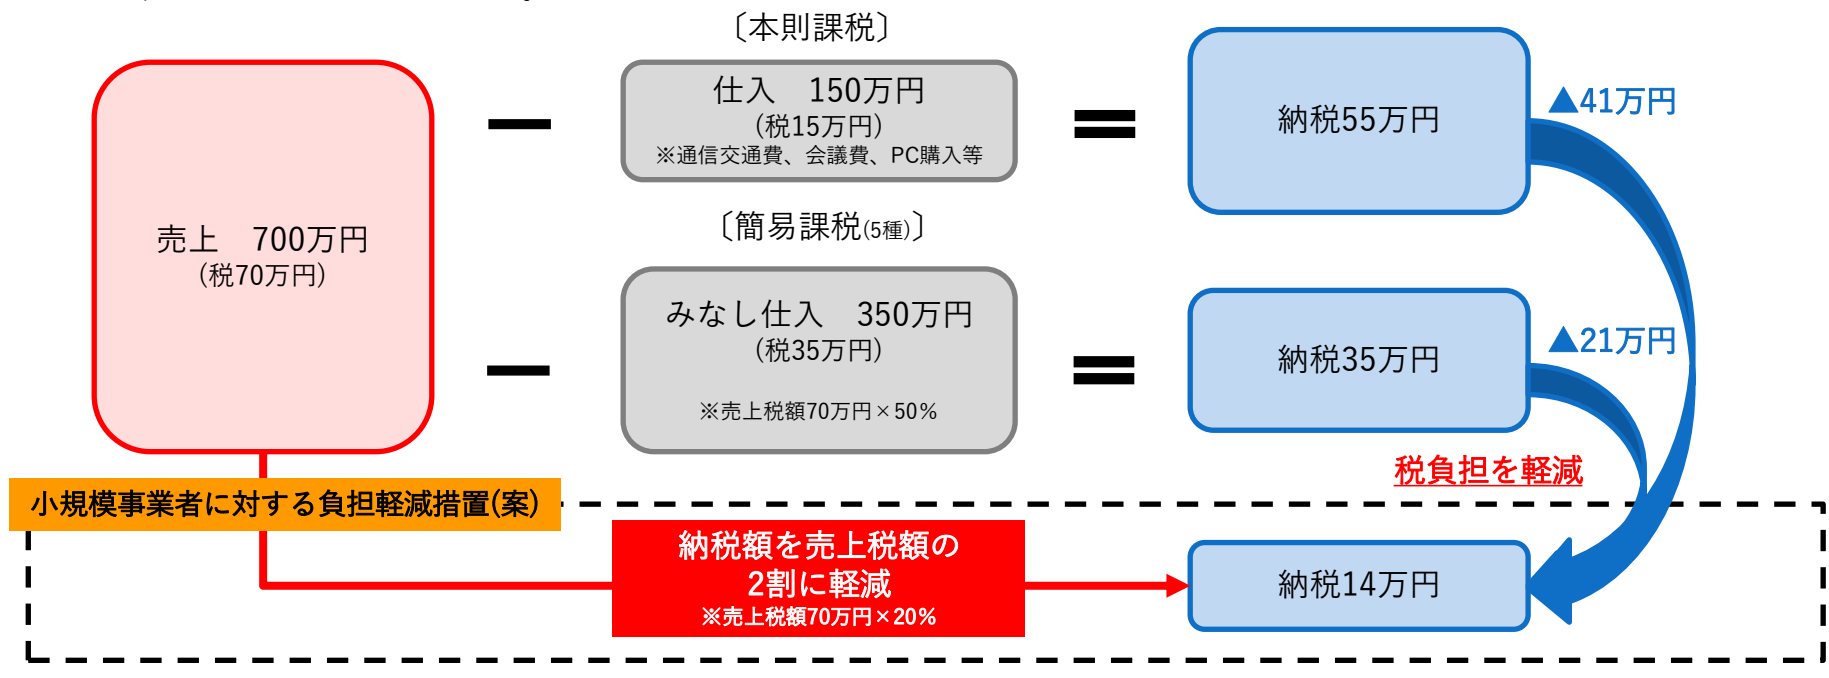 〔本則課税〕
売上　700万円
(税70万円)
仕入　150万円
(税15万円)
※通信交通費、会議費、PC購入等
納税55万円
▲41万円
〔簡易課税(5種)〕
みなし仕入　350万円
(税35万円)
※売上税額70万円×50%
納税35万円
▲21万円
税負担を軽減
小規模事業者に対する負担軽減措置(案)
納税額を売上税額の
2割に軽減
※売上税額70万円×20%
納税14万円